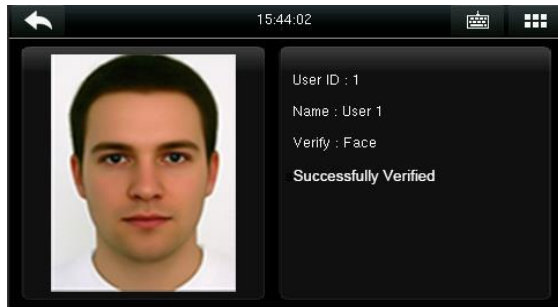 15:44:02
User ID : 1
Name : User 1
Verify : Face
Successfully Verified